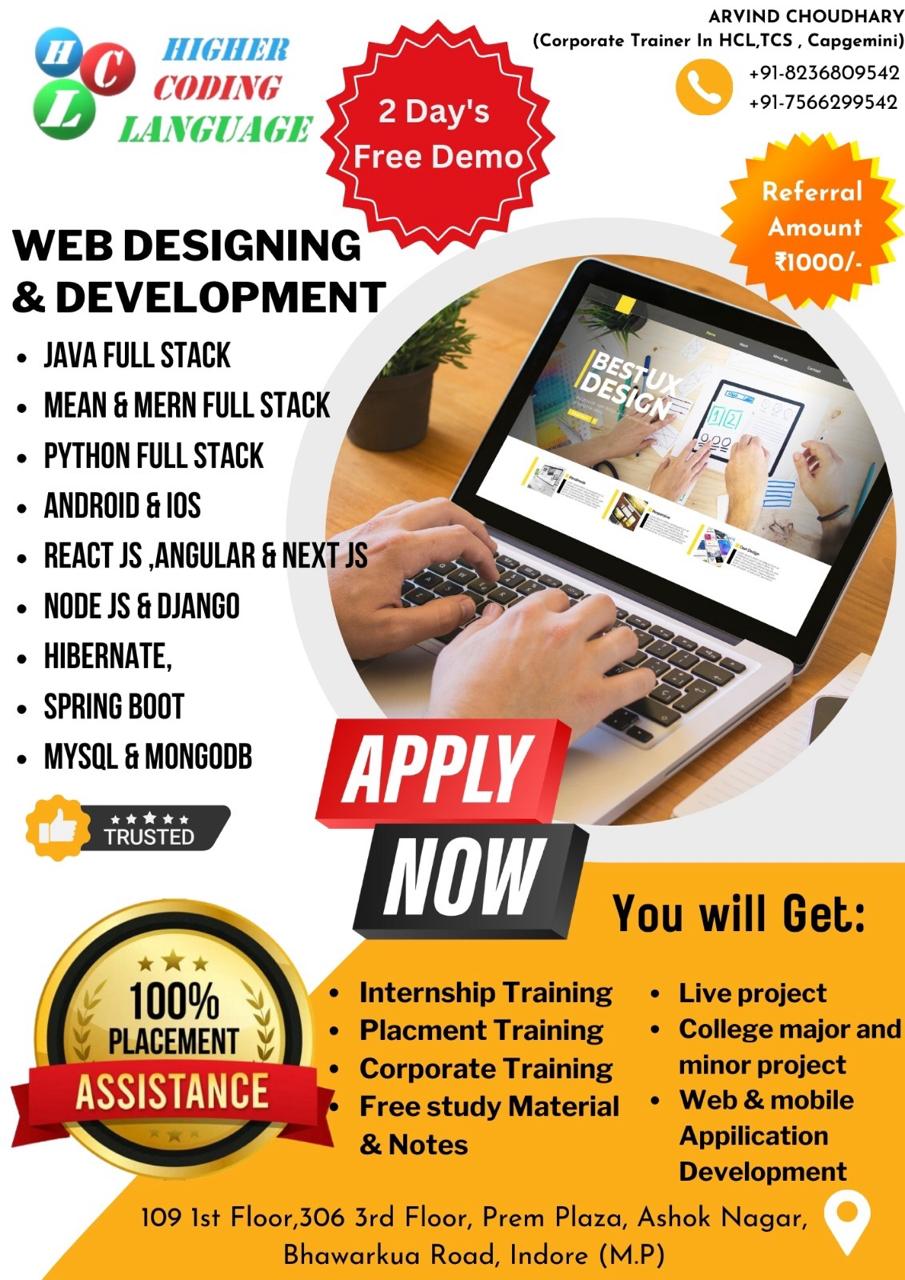 H
C
L
HIGHER
CODING
LANGUAGE
2 Day's
Free Demo
ARVIND CHOUDHARY
(Corporate Trainer In HCL,TCS , Capgemini)
+91-8236809542
+91-7566299542
Referral
Amount
₹1000/-
WEB DESIGNING
& DEVELOPMENT
• JAVA FULL STACK
• MEAN & MERN FULL STACK
• PYTHON FULL STACK
• ANDROID & IOS
• REACT JS ,ANGULAR & NEXT JS
• NODE JS & DJANGO
• HIBERNATE,
• SPRING BOOT
• MYSQL & MONGODB
BEST UX
DESIGN
TRUSTED
APPLY
NOW
100%
PLACEMENT
ASSISTANCE
You will Get:
• Internship Training
• Placment Training
• Corporate Training
• Free study Material
& Notes
• Live project
• College major and
minor project
• Web & mobile
Appilication
Development
109 1st Floor,306 3rd Floor, Prem Plaza, Ashok Nagar,
Bhawarkua Road, Indore (M.P)